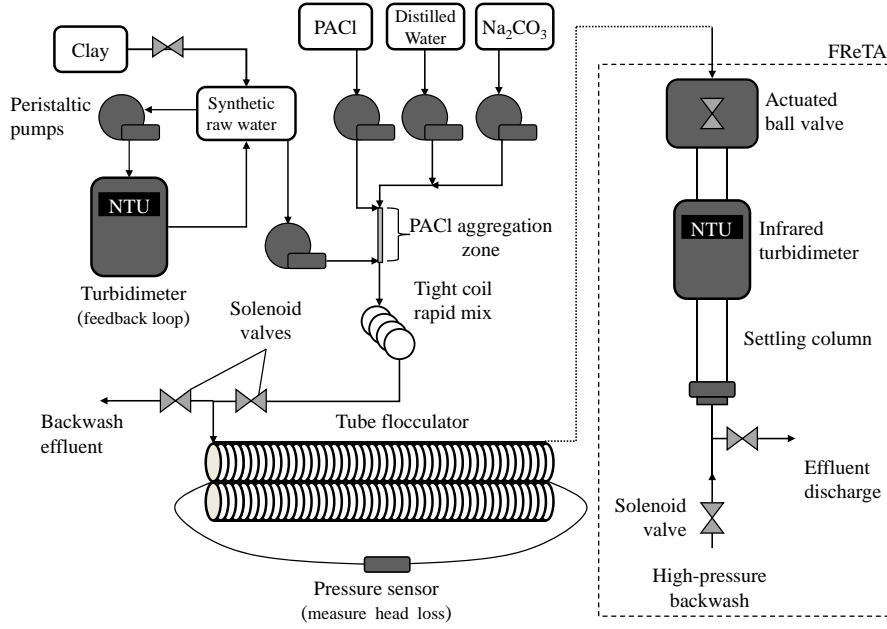 Clay
PACl
Distilled
Water
Na₂CO₃
FReTA
Peristaltic
pumps
Synthetic
raw water
Actuated
ball valve
NTU
PACl aggregation
zone
NTU
Infrared
turbidimeter
Turbidimeter
(feedback loop)
Solenoid
valves
Tight coil
rapid mix
Settling column
Backwash
effluent
Tube flocculator
Effluent
discharge
Solenoid
valve
Pressure sensor
(measure head loss)
High-pressure
backwash